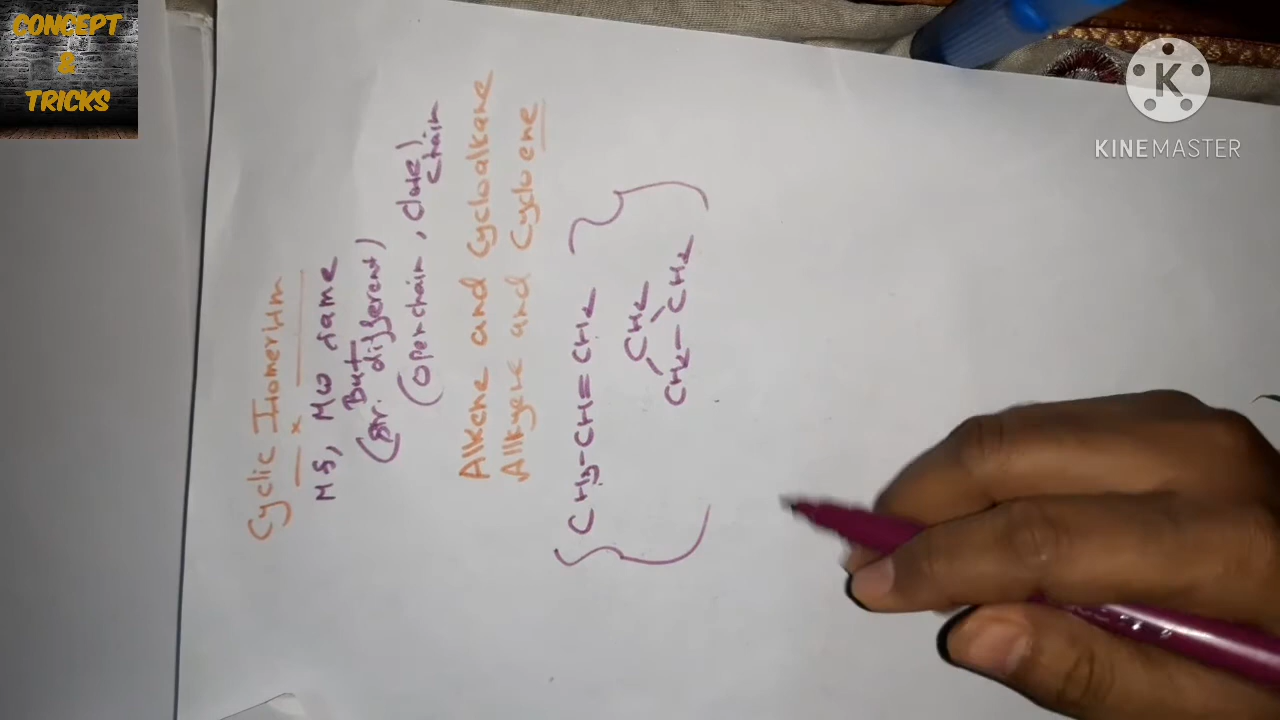 CONCEPT
&
TRICKS
KINEMASTER
Cyclic Isomerism
x
MF, MW same
But
(str. different)
(Open chain, close)
chain
Alkene and Cycloalkane
Alkyene and Cycloene
CH3-CH=CH2
CH2
CH2-CH2